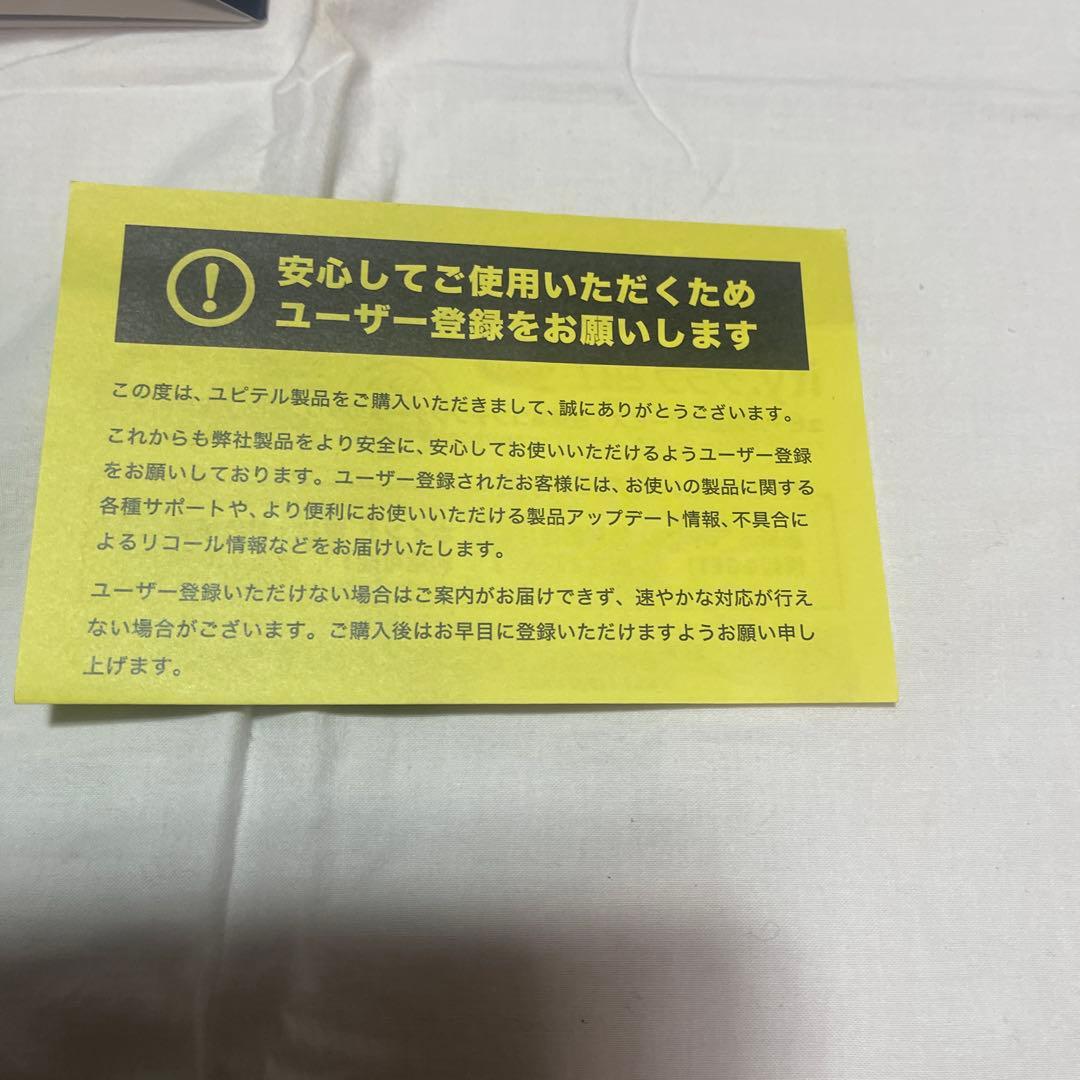 安心してご使用いただくため
ユーザー登録をお願いします
この度は、ユピテル製品をご購入いただきまして、誠にありがとうございます。
これからも弊社製品をより安全に、安心してお使いいただけるようユーザー登録
をお願いしております。ユーザー登録されたお客様には、お使いの製品に関する
各種サポートや、より便利にお使いいただける製品アップデート情報、不具合に
よるリコール情報などをお届けいたします。
ユーザー登録いただけない場合はご案内がお届けできず、速やかな対応が行え
ない場合がございます。ご購入後はお早目に登録いただけますようお願い申し
上げます。